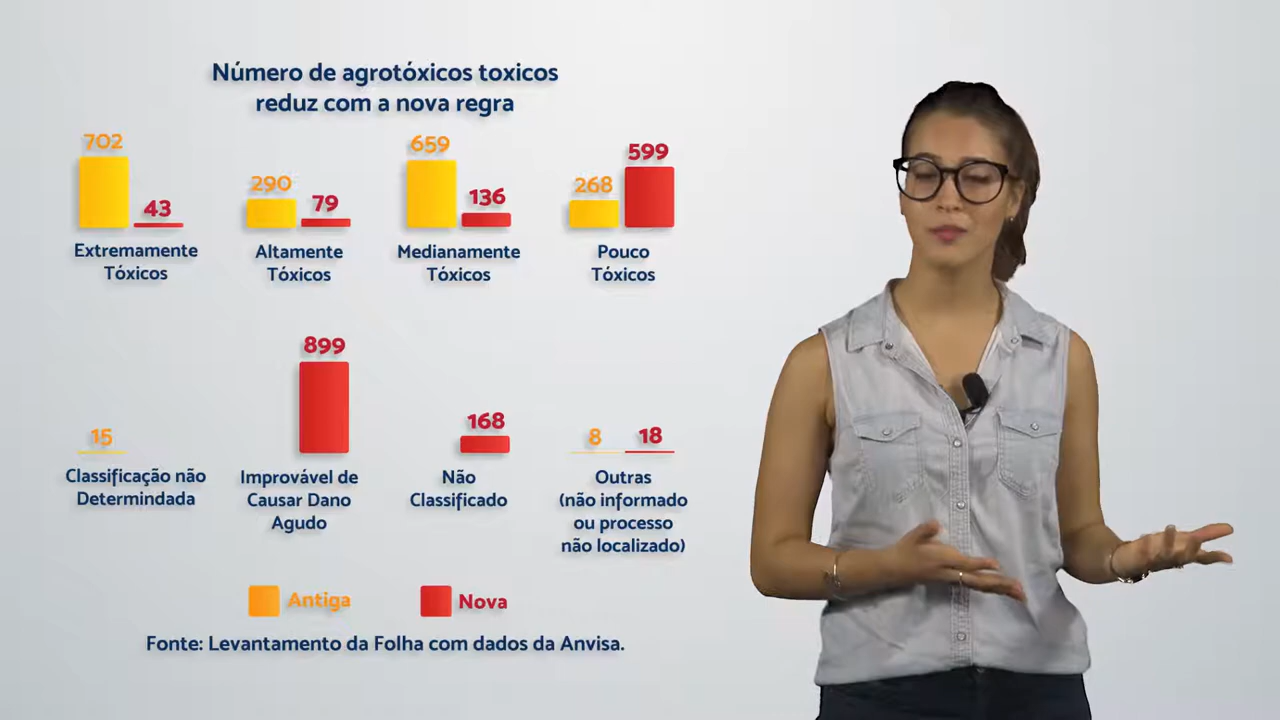 Número de agrotóxicos toxicos
reduz com a nova regra
702
43
Extremamente
Tóxicos
290
79
Altamente
Tóxicos
659
136
Medianamente
Tóxicos
268
599
Pouco
Tóxicos
15
Classificação não
Determindada
899
Improvável de
Causar Dano
Agudo
168
Não
Classificado
8
18
Outras
(não informado
ou processo
não localizado)
Antiga
Nova
Fonte: Levantamento da Folha com dados da Anvisa.